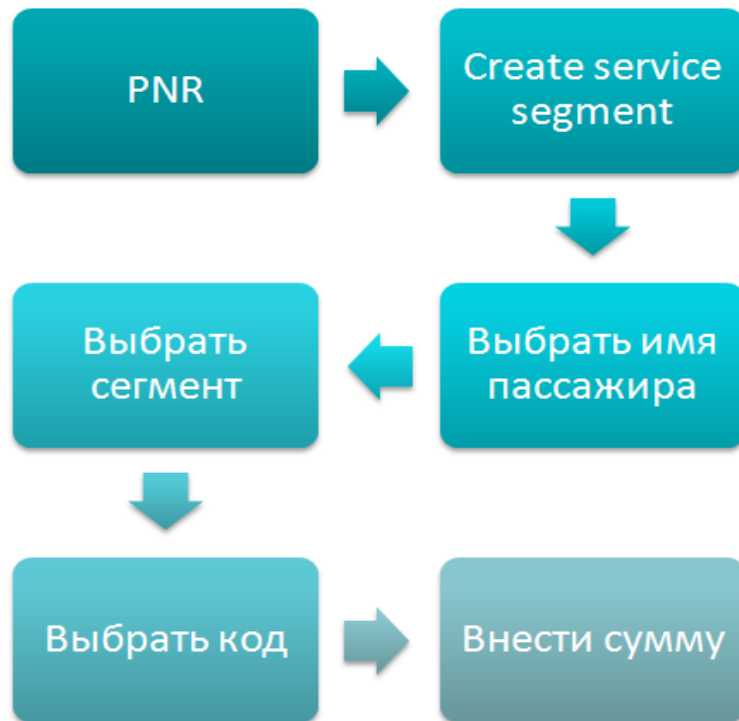 PNR
Create service
segment
Выбрать имя
пассажира
Выбрать
сегмент
Выбрать код
Внести сумму